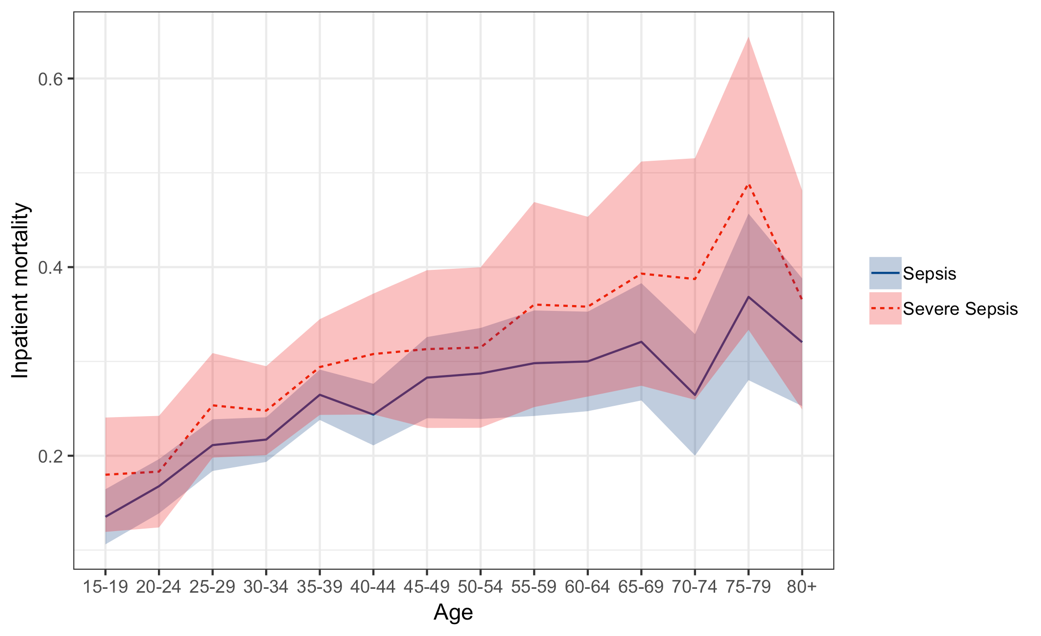 Inpatient mortality
0.6
0.4
0.2
15-19 20-24 25-29 30-34 35-39 40-44 45-49 50-54 55-59 60-64 65-69 70-74 75-79 80+
Age
Sepsis
Severe Sepsis